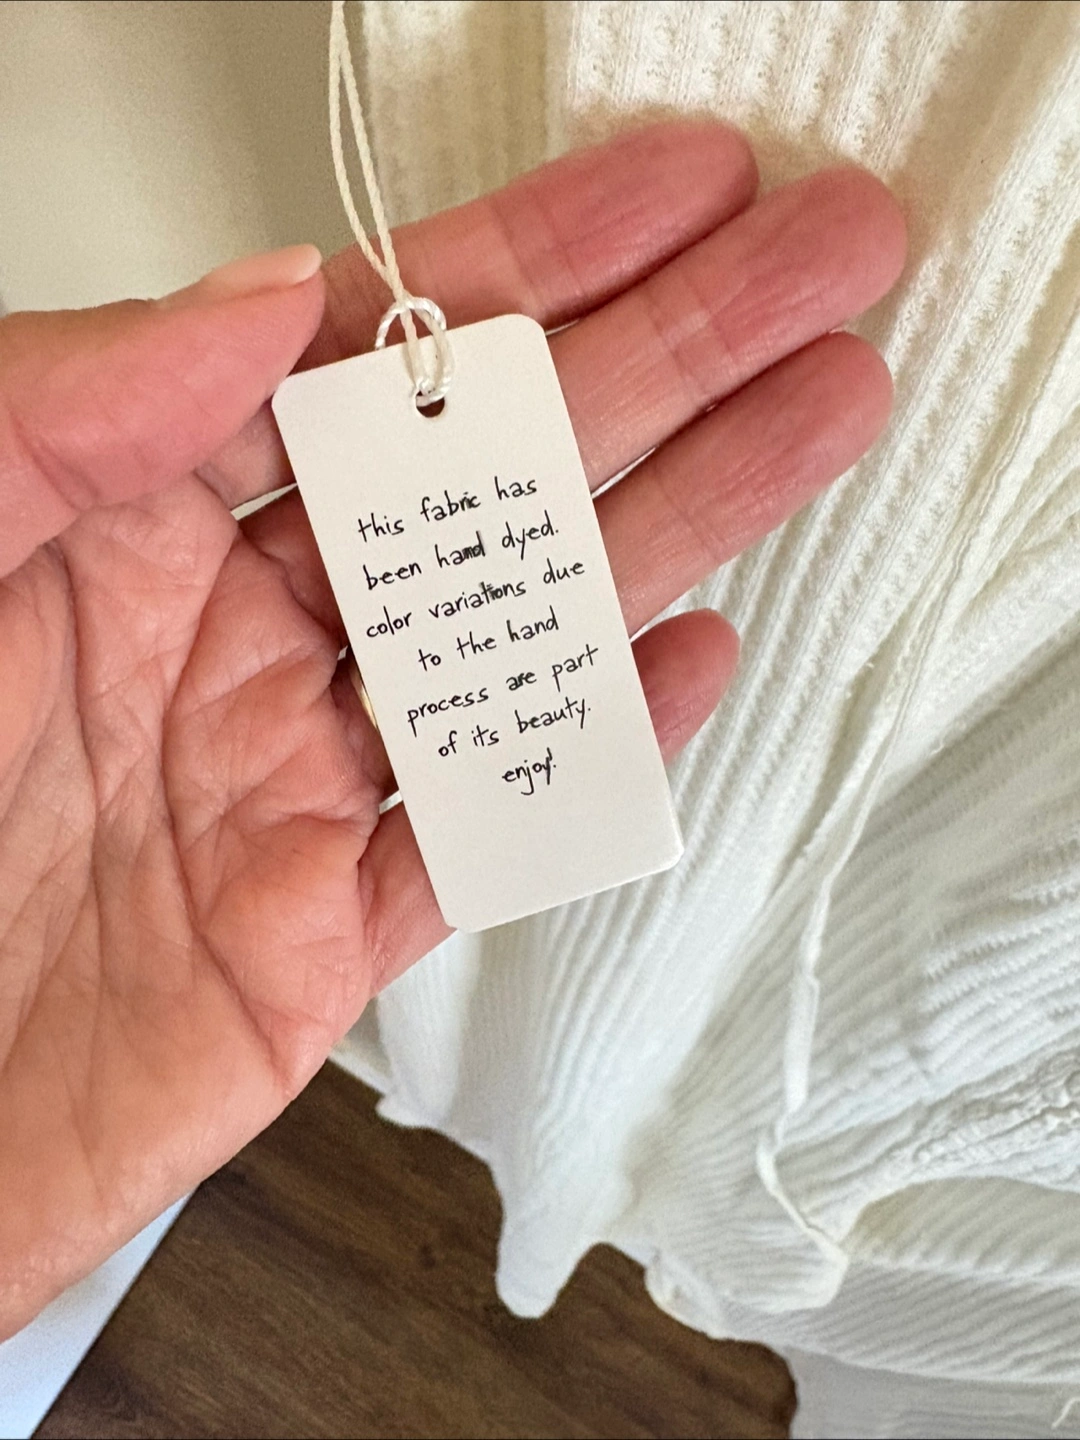 this fabric has
been hand dyed.
color variations due
to the hand
process are part
of its beauty.
enjoy!